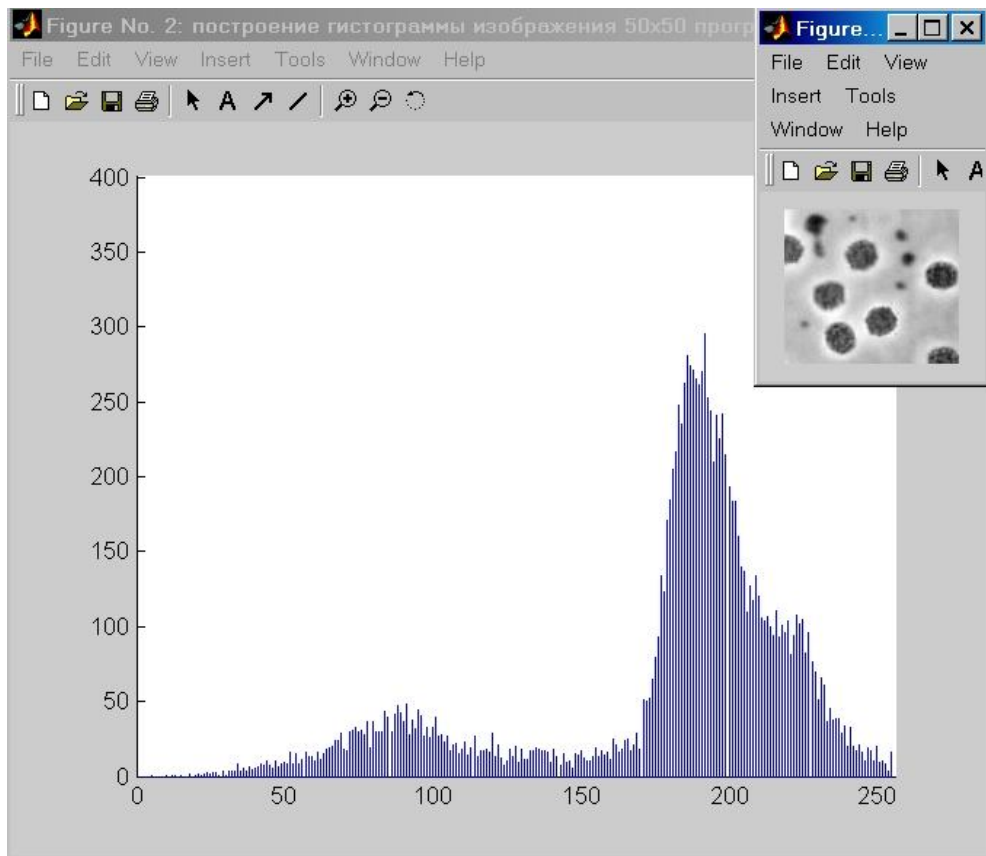 Figure No. 2: построение гистограммы изображения 50x50
File Edit View Insert Tools Window Help
A
Figure...
File Edit View
Insert Tools
Window Help
A
400
350
300
250
200
150
100
50
0
0 50 100 150 200 250